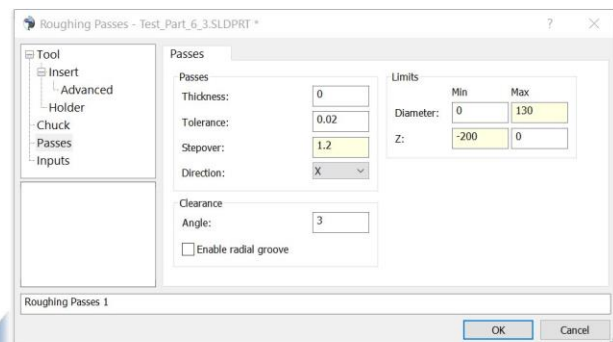 Roughing Passes - Test_Part_6_3.SLDPRT *
Tool
Insert
Advanced
Holder
Chuck
Passes
Inputs
Passes
Passes
Thickness: 0
Tolerance: 0.02
Stepover: 1.2
Direction: X
Clearance
Angle: 3
Enable radial groove
Limits
Min Max
Diameter: 0 130
Z: -200 0
Roughing Passes 1
OK Cancel